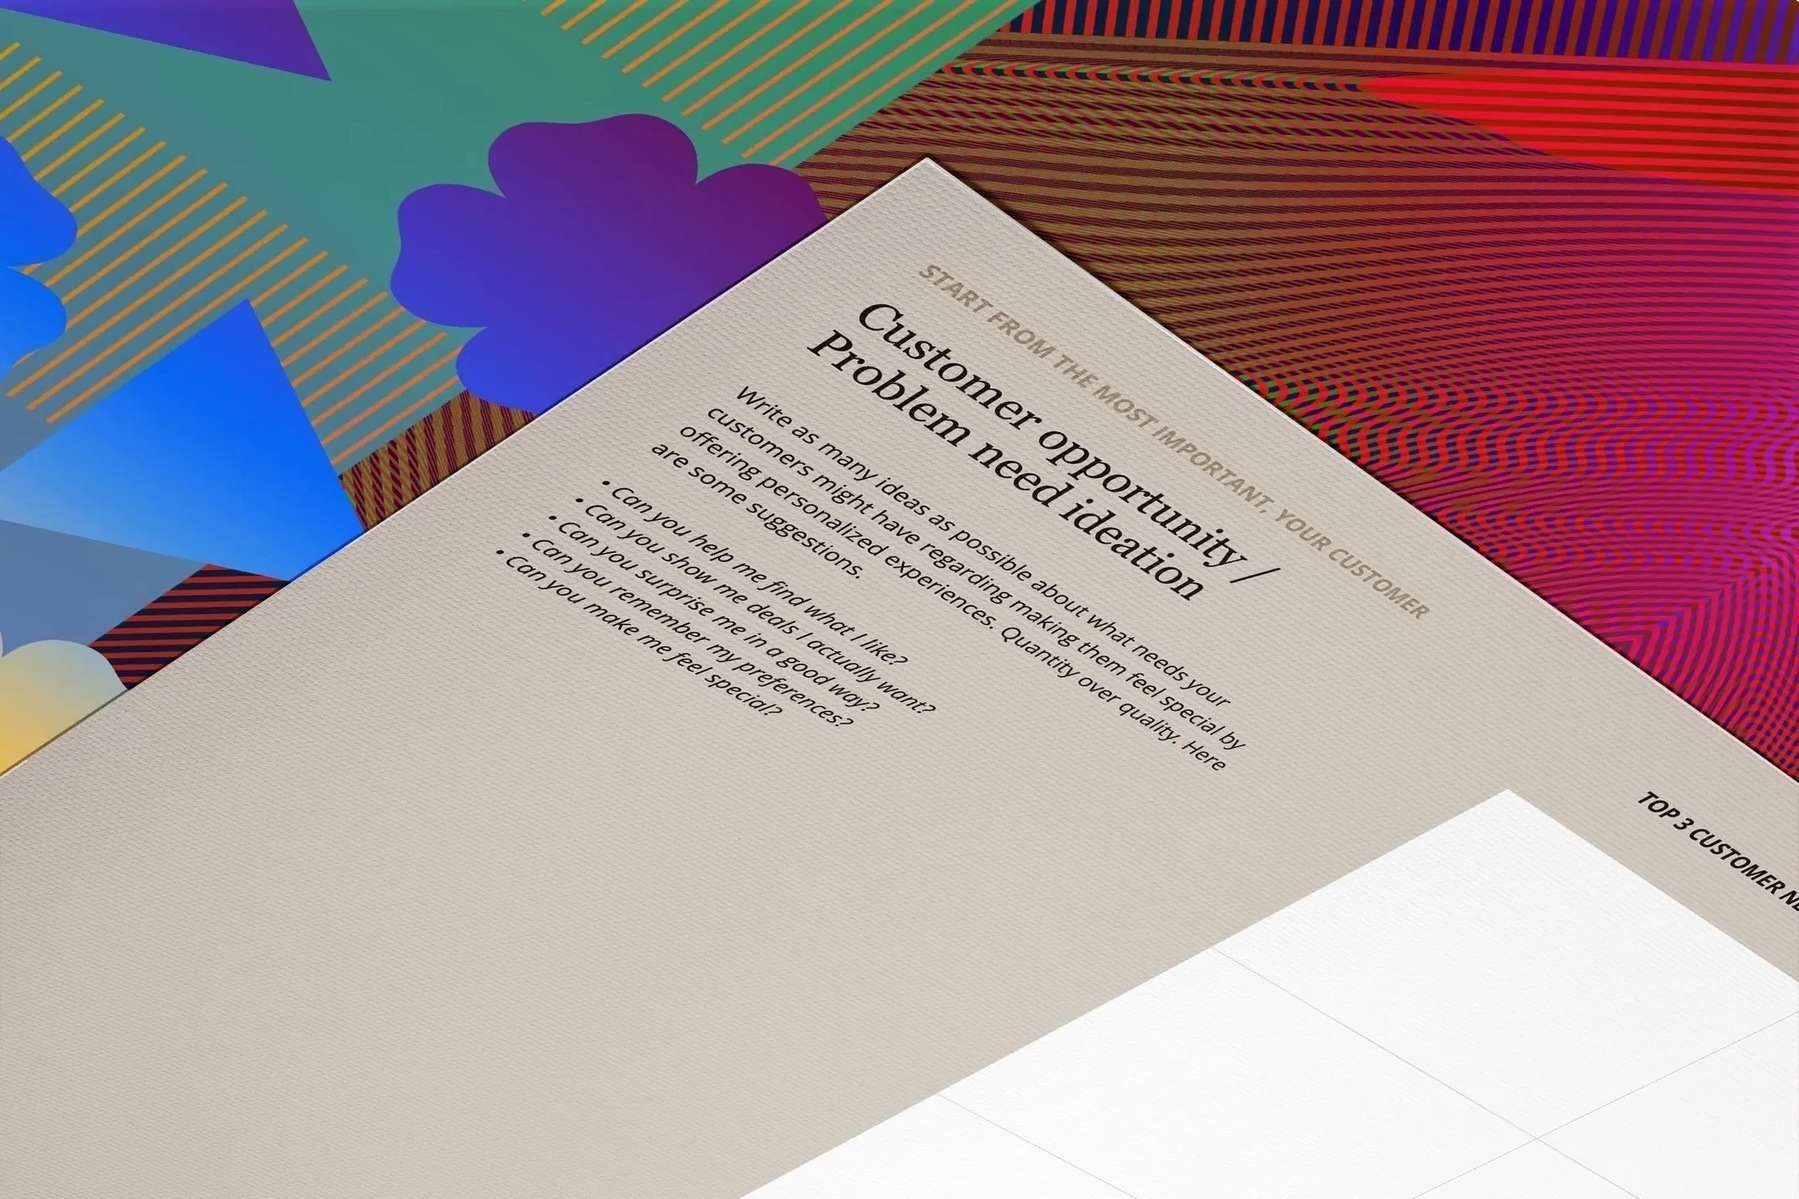 START FROM THE MOST IMPORTANT, YOUR CUSTOMER
Customer opportunity /
Problem need ideation
Write as many ideas as possible about what needs your
customers might have regarding making them feel special by
offering personalized experiences. Quantity over quality. Here
are some suggestions.
• Can you help me find what I like?
• Can you show me deals I actually want?
• Can you surprise me in a good way?
• Can you remember my preferences?
• Can you make me feel special?
TOP 3 CUSTOMER